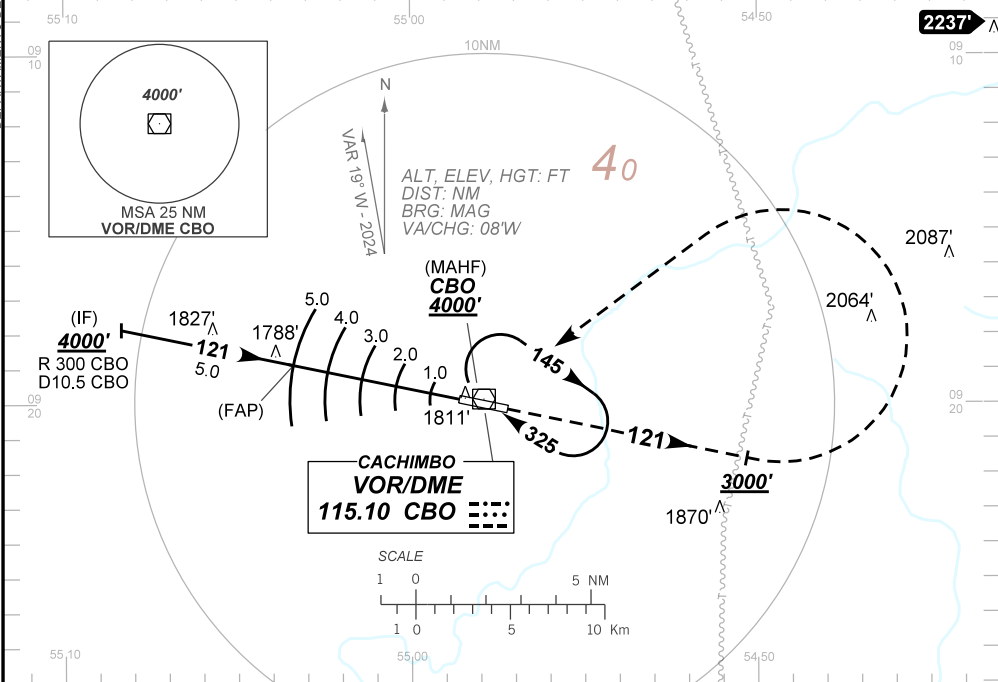 55 10
55 00
54 50
2237'
09
10
09
10
10NM
4000'
MSA 25 NM
VOR/DME CBO
N
VAR 19° W - 2024
ALT, ELEV, HGT: FT
DIST: NM
BRG: MAG
VA/CHG: 08'W
40
2087'
2064'
(MAHF)
CBO
4000'
(IF)
4000'
R 300 CBO
D10.5 CBO
1827'
1788'
5.0
4.0
3.0
2.0
1.0
121
5.0
(FAP)
145
1811'
325
121
09
20
09
20
3000'
1870'
CACHIMBO
VOR/DME
115.10 CBO
SCALE
1 0 5 NM
1 0 5 10 Km
55 10
55 00
54 50